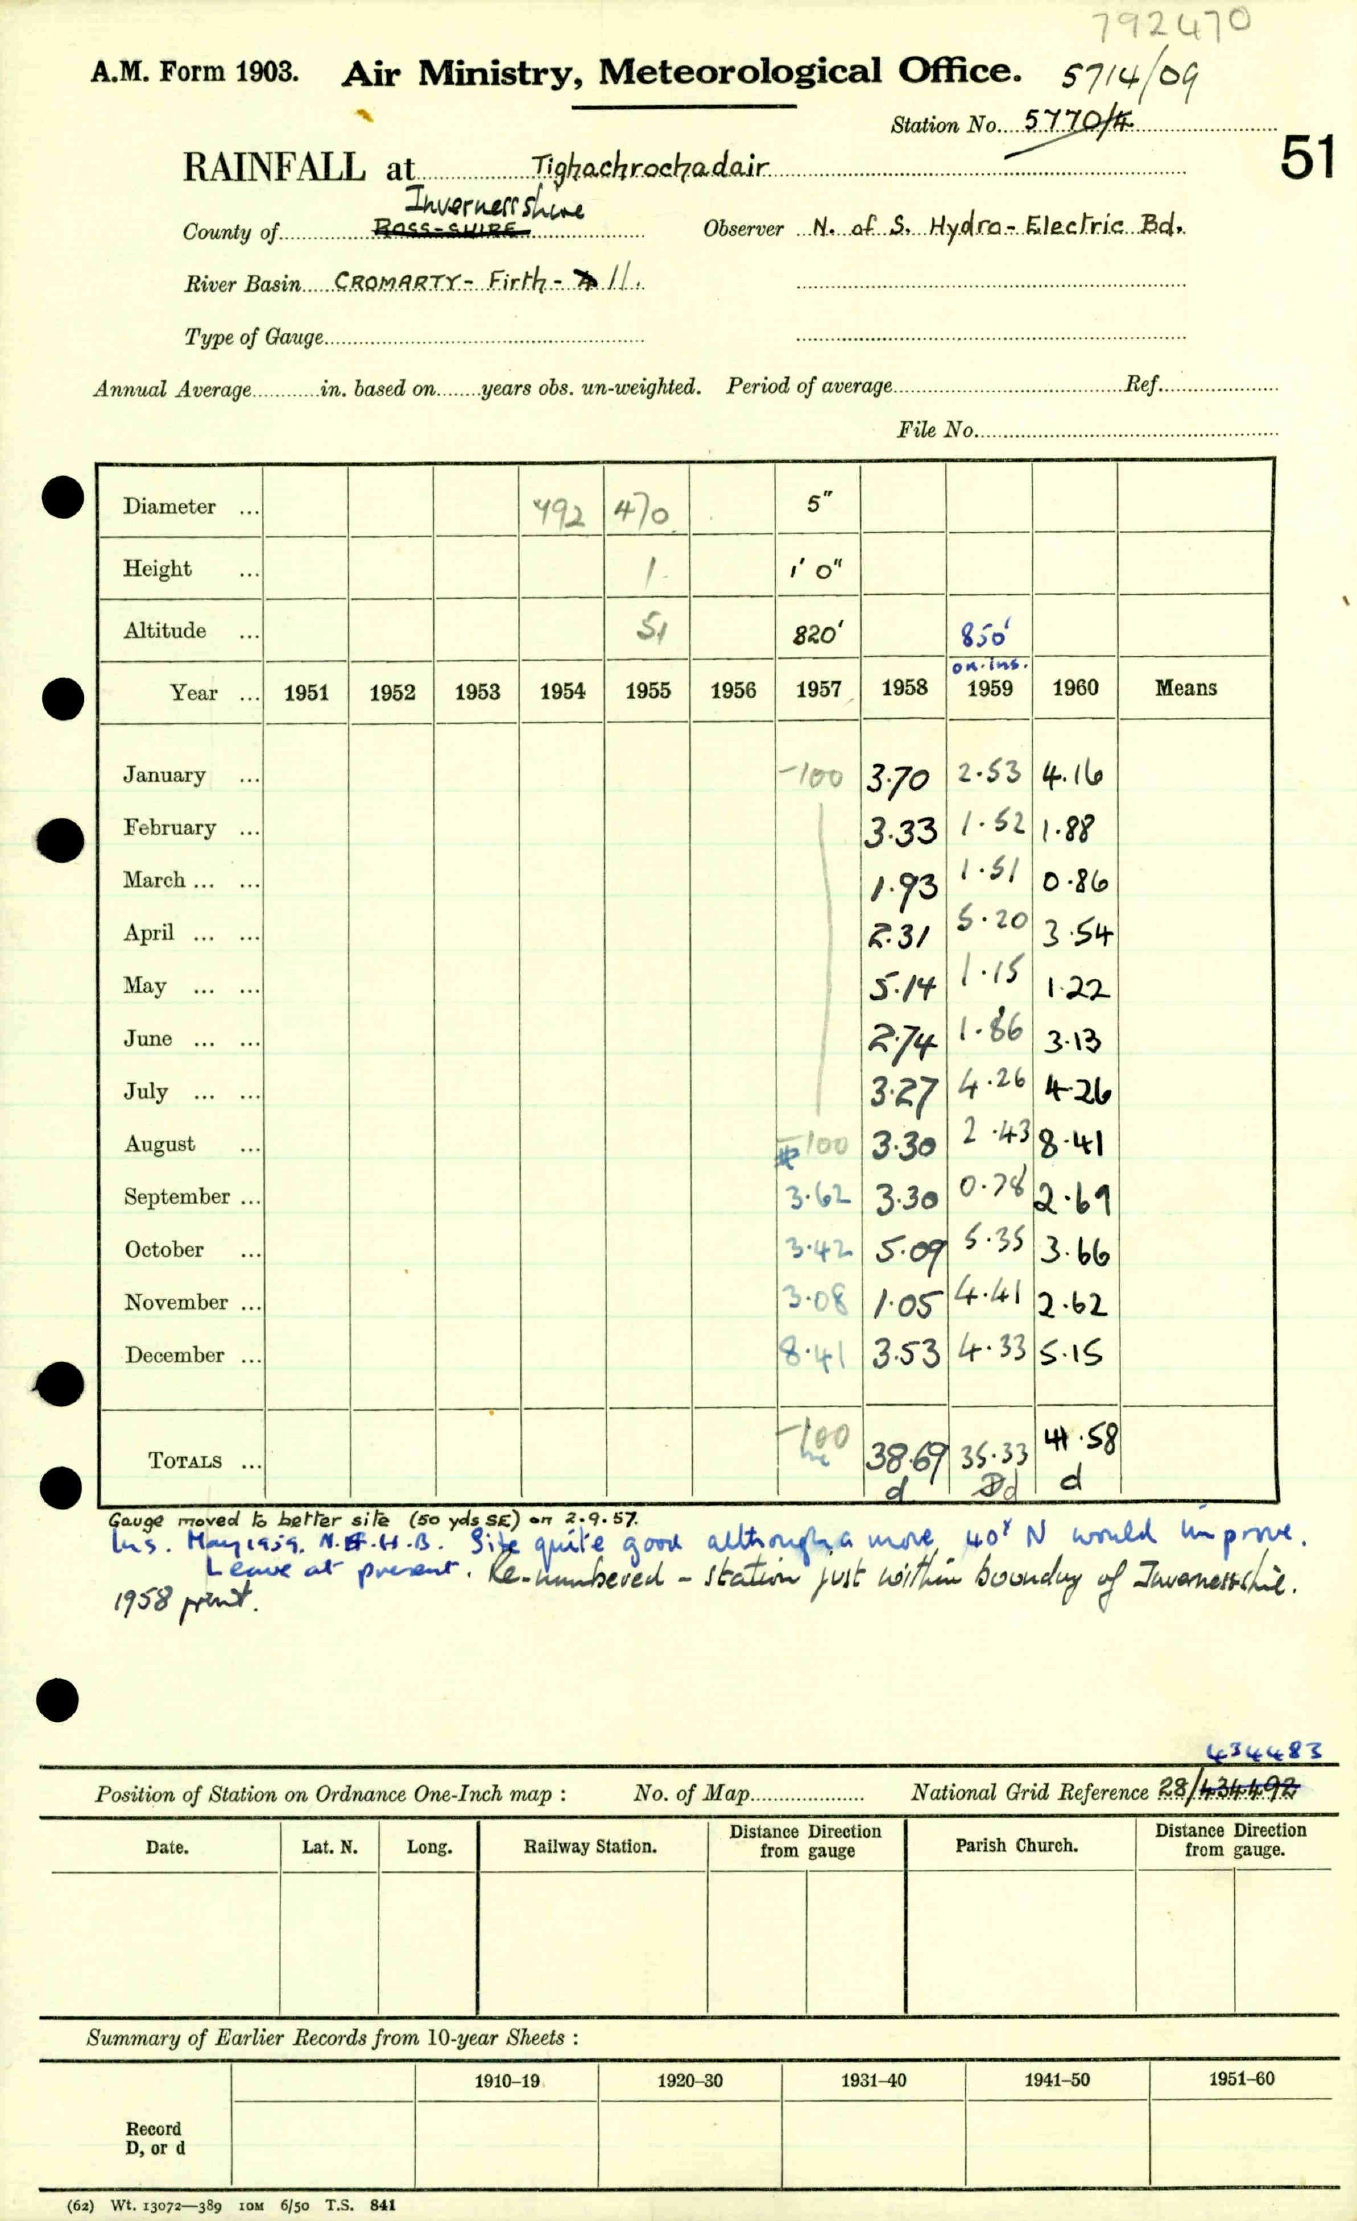 792470
A.M. Form 1903. Air Ministry, Meteorological Office. 5714/09
Station No. 5770/4
51
RAINFALL at Tighachrochadair
Invernessshire
County of ROSS-SHIRE Observer N. of S. Hydro-Electric Bd.
River Basin CROMARTY- Firth - 11.
Type of Gauge
Annual Average in. based on years obs. un-weighted. Period of average Ref.
File No.
Diameter ... 792 470 5"
Height ... 1 1' 0"
Altitude ... 51 820' 850'
on. ins.
Year ... 1951 1952 1953 1954 1955 1956 1957 1958 1959 1960 Means
January ... -100 3.70 2.53 4.16
February ... 3.33 1.52 1.88
March ... ... 1.93 1.51 0.86
April ... ... 2.31 5.20 3.54
May ... ... 5.14 1.15 1.22
June ... ... 2.74 1.86 3.13
July ... ... 3.27 4.26 4.26
August ... -100 3.30 2.43 8.41
September ... 3.62 3.30 0.78 2.69
October ... 3.42 5.09 5.35 3.66
November ... 3.08 1.05 4.41 2.62
December ... 8.41 3.53 4.33 5.15
TOTALS ... -100 38.69 35.33 41.58
d d d
Gauge moved to better site (50 yds SE) on 2.9.57.
Ins. May 1959. N.H.B. Site quite good although a move 40' N would improve.
Leave at present. Re-numbered - station just within boundary of Invernessshire.
1958 print.
434483
Position of Station on Ordnance One-Inch map : No. of Map National Grid Reference 28/434492
Date. Lat. N. Long. Railway Station. Distance Direction from gauge Parish Church. Distance Direction from gauge.
Summary of Earlier Records from 10-year Sheets :
1910–19 1920–30 1931–40 1941–50 1951–60
Record
D, or d
(62) Wt. 13072—389 10M 6/50 T.S. 841